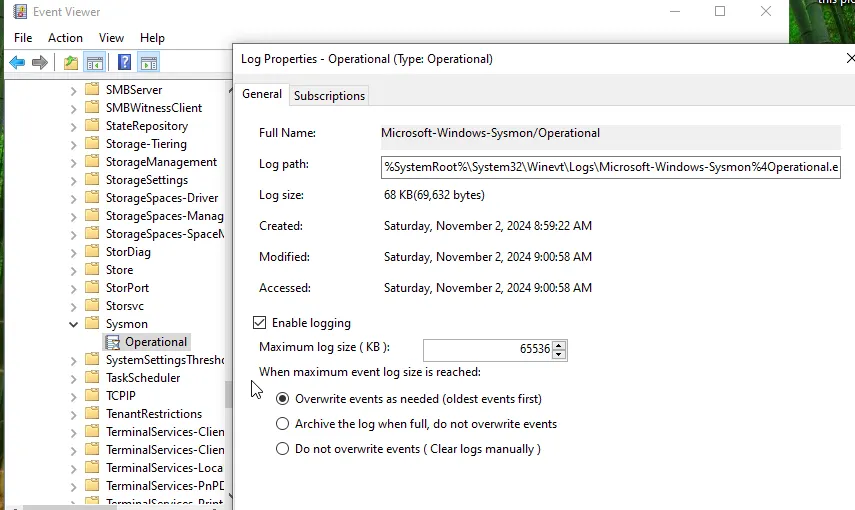 Event Viewer
File Action View Help
SMBServer
SMBWitnessClient
StateRepository
Storage-Tiering
StorageManagement
StorageSettings
StorageSpaces-Driver
StorageSpaces-Manag
StorageSpaces-SpaceM
StorDiag
Store
StorPort
Storsvc
Sysmon
Operational
SystemSettingsThresho
TaskScheduler
TCPIP
TenantRestrictions
TerminalServices-Clien
TerminalServices-Clien
TerminalServices-Loca
TerminalServices-PnPD
TerminalServices-Print
Log Properties - Operational (Type: Operational)
General Subscriptions
Full Name: Microsoft-Windows-Sysmon/Operational
Log path: %SystemRoot%\System32\Winevt\Logs\Microsoft-Windows-Sysmon%4Operational.e
Log size: 68 KB(69,632 bytes)
Created: Saturday, November 2, 2024 8:59:22 AM
Modified: Saturday, November 2, 2024 9:00:58 AM
Accessed: Saturday, November 2, 2024 9:00:58 AM
Enable logging
Maximum log size ( KB ): 65536
When maximum event log size is reached:
Overwrite events as needed (oldest events first)
Archive the log when full, do not overwrite events
Do not overwrite events ( Clear logs manually )